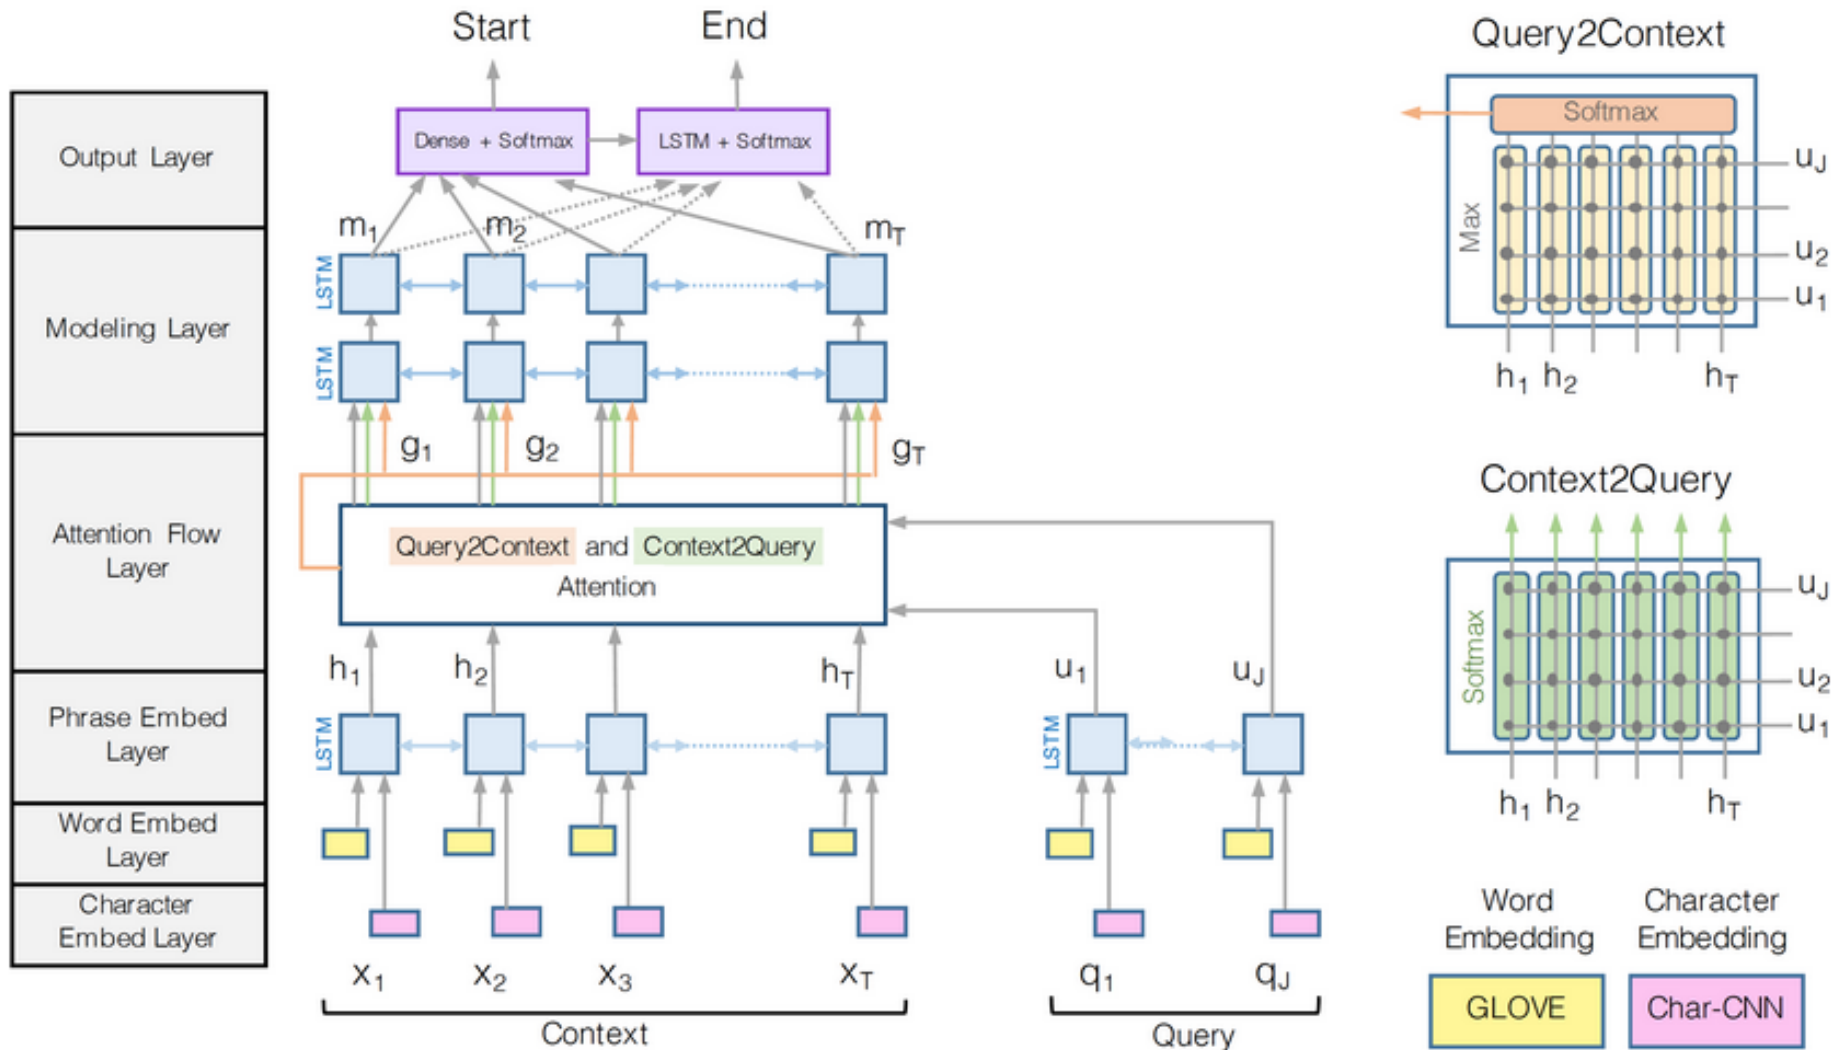 Start End
Output Layer
Dense + Softmax
LSTM + Softmax
m1 m2 mT
LSTM
Modeling Layer
LSTM
g1 g2 gT
Attention Flow
Layer
Query2Context and Context2Query
Attention
h1 h2 hT u1 uJ
Phrase Embed
Layer
LSTM
LSTM
Word Embed
Layer
Character
Embed Layer
x1 x2 x3 xT q1 qJ
Context Query
Query2Context
Softmax
Max
uJ
u2
u1
h1 h2 hT
Context2Query
Softmax
uJ
u2
u1
h1 h2 hT
Word
Embedding
GLOVE
Character
Embedding
Char-CNN